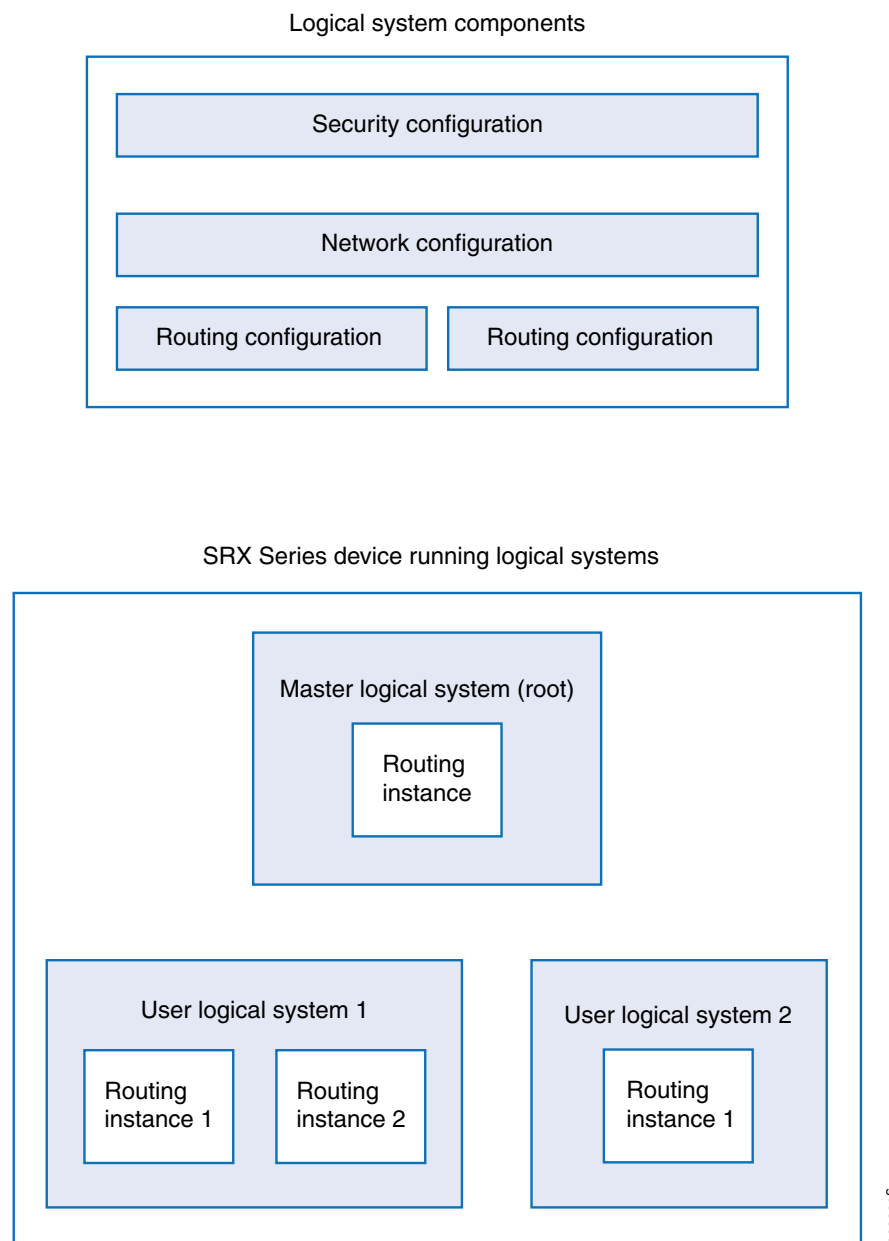 Logical system components
Security configuration
Network configuration
Routing configuration
Routing configuration
SRX Series device running logical systems
Master logical system (root)
Routing
instance
User logical system 1
Routing
instance 1
Routing
instance 2
User logical system 2
Routing
instance 1